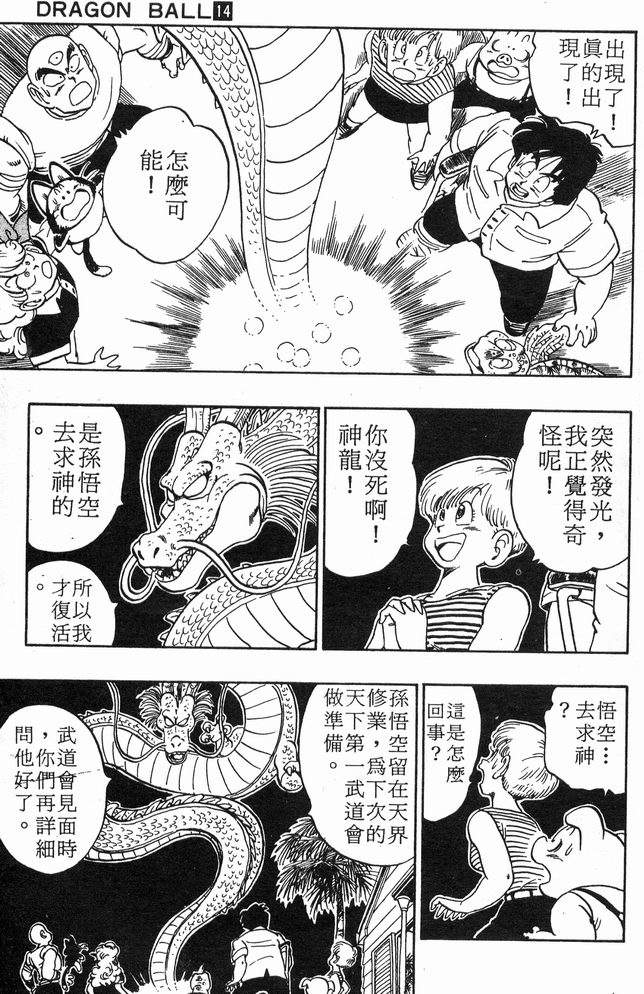 DRAGON BALL 14
出現了！
真的出
現了！
怎麼可
能！
突然發光，
我正覺得奇
怪呢！
你沒死啊！
神龍！
是孫悟空
去求神的
。
所以我
才復活
。
悟空…
去求神
？
這是怎麼
回事？
孫悟空留在天界
修業，爲下次的
天下第一武道會
做準備。
武道會見面時
，你們再詳細
問他好了。